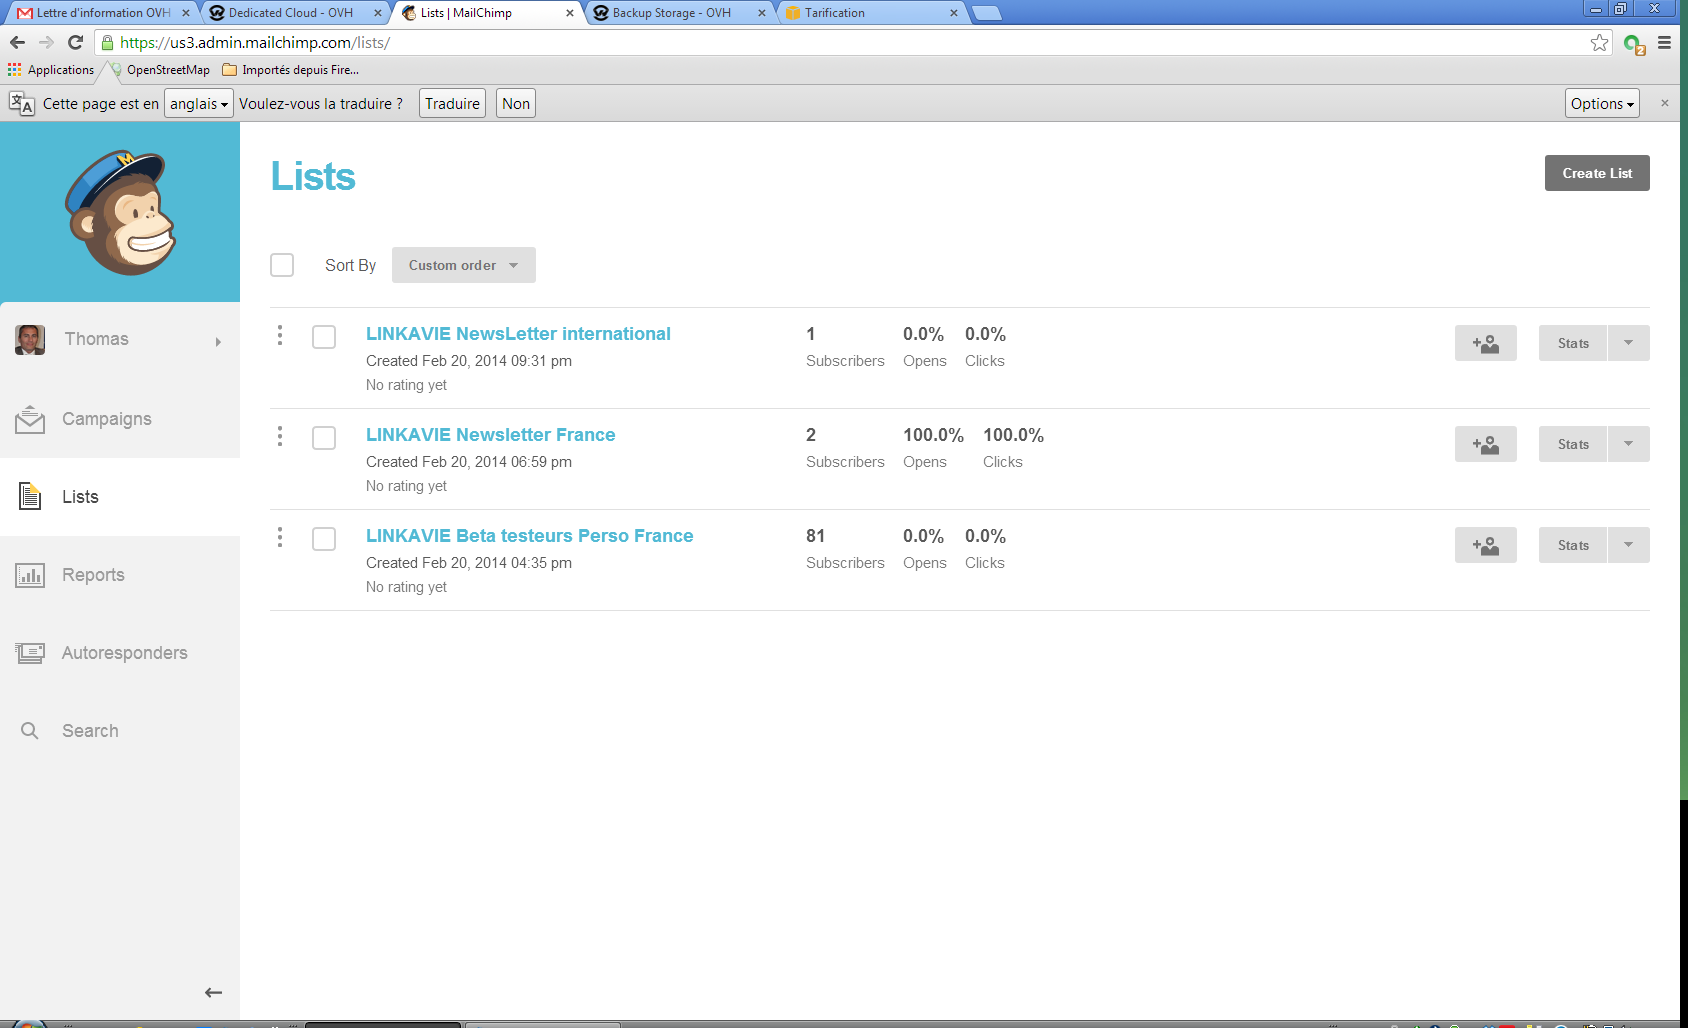 Lettre d'information OVH
Dedicated Cloud - OVH
Lists | MailChimp
Backup Storage - OVH
Tarification
https://us3.admin.mailchimp.com/lists/
Applications
OpenStreetMap
Importés depuis Fire...
Cette page est en anglais Voulez-vous la traduire ? Traduire Non Options
Lists
Create List
Sort By Custom order
Thomas
Campaigns
Lists
Reports
Autoresponders
Search
LINKAVIE NewsLetter international
Created Feb 20, 2014 09:31 pm
No rating yet
1 0.0% 0.0%
Subscribers Opens Clicks
Stats
LINKAVIE Newsletter France
Created Feb 20, 2014 06:59 pm
No rating yet
2 100.0% 100.0%
Subscribers Opens Clicks
Stats
LINKAVIE Beta testeurs Perso France
Created Feb 20, 2014 04:35 pm
No rating yet
81 0.0% 0.0%
Subscribers Opens Clicks
Stats